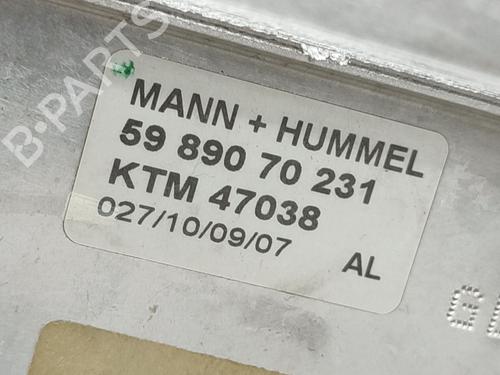 B-PARTS
MANN + HUMMEL
59 890 70 231
KTM 47038
027/10/09/07
AL